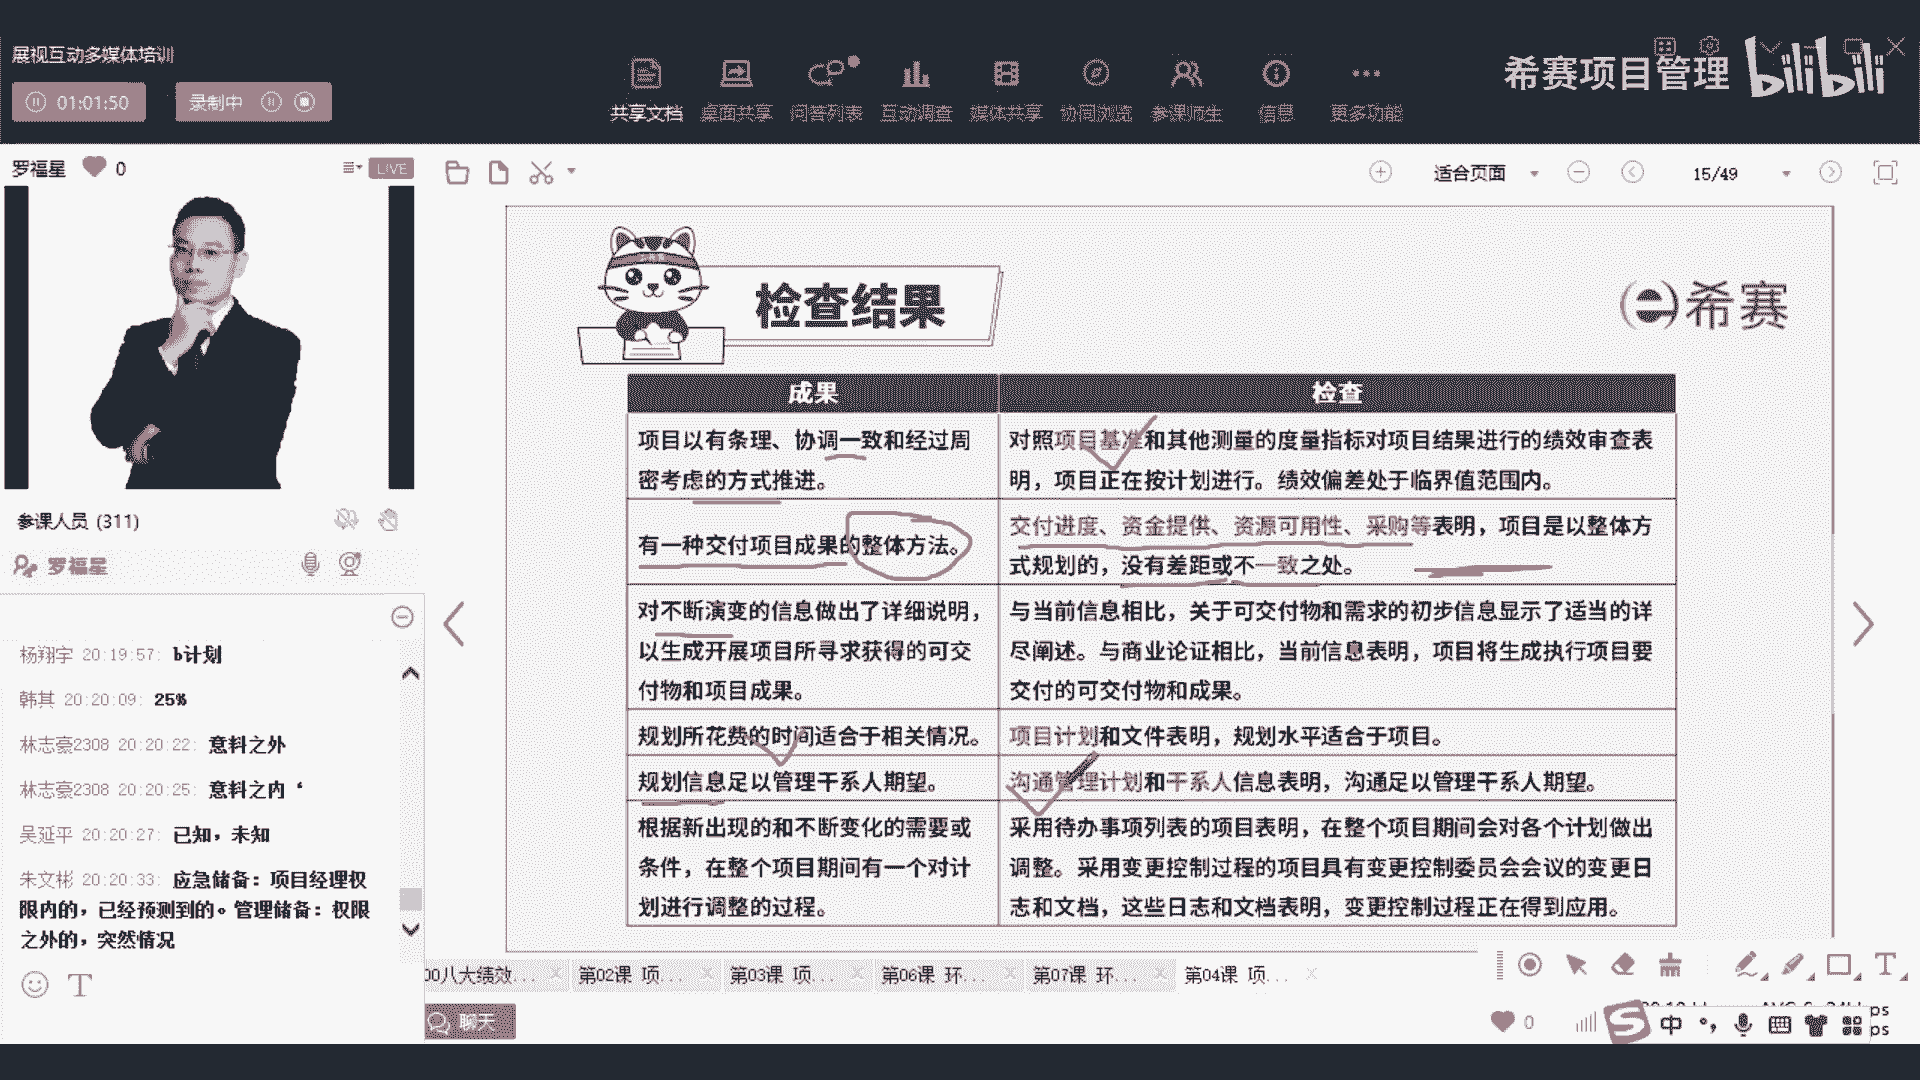 展视互动多媒体培训
01:01:50
录制中
共享文档
桌面共享
问答列表
互动调查
媒体共享
协同浏览
参课师生
信息
更多功能
希赛项目管理
bilibili
罗福星
0
LIVE
适合页面
15/49
检查结果
希赛
成果
检查
项目以有条理、协调一致和经过周
密考虑的方式推进。
对照项目基准和其他测量的度量指标对项目结果进行的绩效审查表
明，项目正在按计划进行。绩效偏差处于临界值范围内。
有一种交付项目成果的整体方法。
交付进度、资金提供、资源可用性、采购等表明，项目是以整体方
式规划的，没有差距或不一致之处。
对不断演变的信息做出了详细说明，
以生成开展项目所寻求获得的可交
付物和项目成果。
与当前信息相比，关于可交付物和需求的初步信息显示了适当的详
尽阐述。与商业论证相比，当前信息表明，项目将生成执行项目要
交付的可交付物和成果。
规划所花费的时间适合于相关情况。
项目计划和文件表明，规划水平适合于项目。
规划信息足以管理干系人期望。
沟通管理计划和干系人信息表明，沟通足以管理干系人期望。
根据新出现的和不断变化的需要或
条件，在整个项目期间有一个对计
划进行调整的过程。
采用待办事项列表的项目表明，在整个项目期间会对各个计划做出
调整。采用变更控制过程的项目具有变更控制委员会会议的变更日
志和文档，这些日志和文档表明，变更控制过程正在得到应用。
参课人员 (311)
罗福星
杨翔宇 20:19:57: b计划
韩其 20:20:09: 25%
林志豪2308 20:20:22: 意料之外
林志豪2308 20:20:25: 意料之内 ‘
吴延平 20:20:27: 已知，未知
朱文彬 20:20:33: 应急储备：项目经理权
限内的，已经预测到的。管理储备：权限
之外的，突然情况
T
00八大绩效...
第02课 项...
第03课 项...
第06课 环...
第07课 环...
第04课 项...
T
聊天
0
中
ps
ps